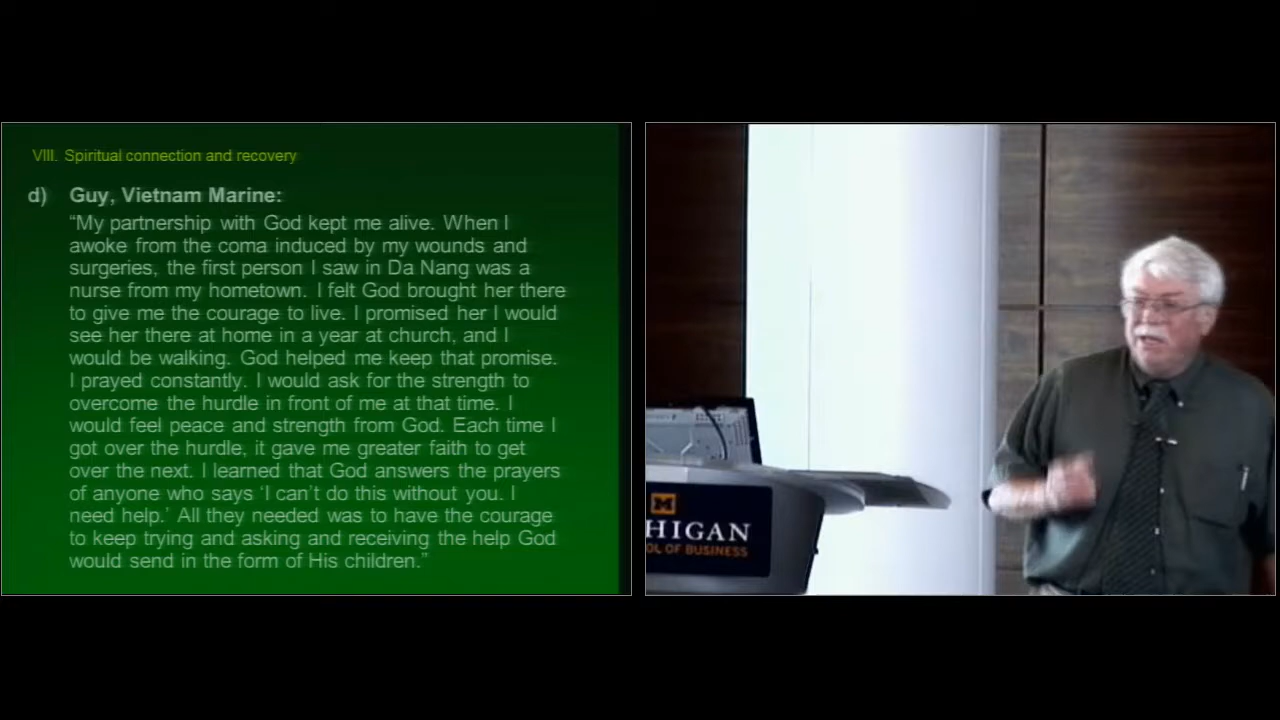 VIII. Spiritual connection and recovery
d) Guy, Vietnam Marine:
“My partnership with God kept me alive. When I
awoke from the coma induced by my wounds and
surgeries, the first person I saw in Da Nang was a
nurse from my hometown. I felt God brought her there
to give me the courage to live. I promised her I would
see her there at home in a year at church, and I
would be walking. God helped me keep that promise.
I prayed constantly. I would ask for the strength to
overcome the hurdle in front of me at that time. I
would feel peace and strength from God. Each time I
got over the hurdle, it gave me greater faith to get
over the next. I learned that God answers the prayers
of anyone who says ‘I can’t do this without you. I
need help.’ All they needed was to have the courage
to keep trying and asking and receiving the help God
would send in the form of His children.”
M
HIGAN
OL OF BUSINESS